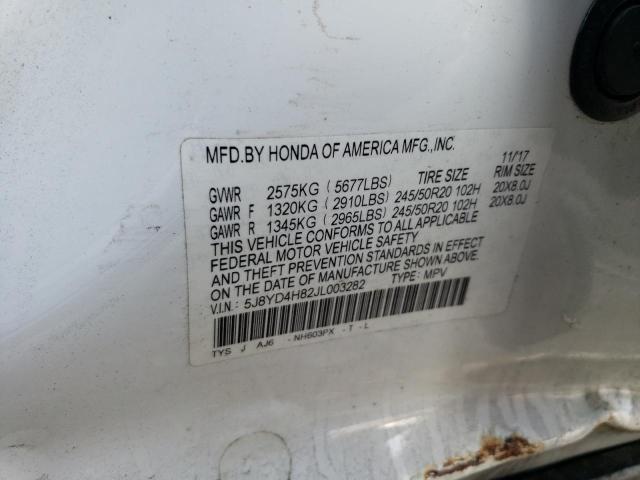 MFD.BY HONDA OF AMERICA MFG.,INC.
11/17
TIRE SIZE RIM SIZE
GVWR 2575KG (5677LBS)
GAWR F 1320KG (2910LBS) 245/50R20 102H 20X8.0J
GAWR R 1345KG (2965LBS) 245/50R20 102H 20X8.0J
THIS VEHICLE CONFORMS TO ALL APPLICABLE
FEDERAL MOTOR VEHICLE SAFETY
AND THEFT PREVENTION STANDARDS IN EFFECT
ON THE DATE OF MANUFACTURE SHOWN ABOVE.
V.I.N.: 5J8YD4H82JL003282 TYPE: MPV
TYS J AJ6 -NH603PX -T-L